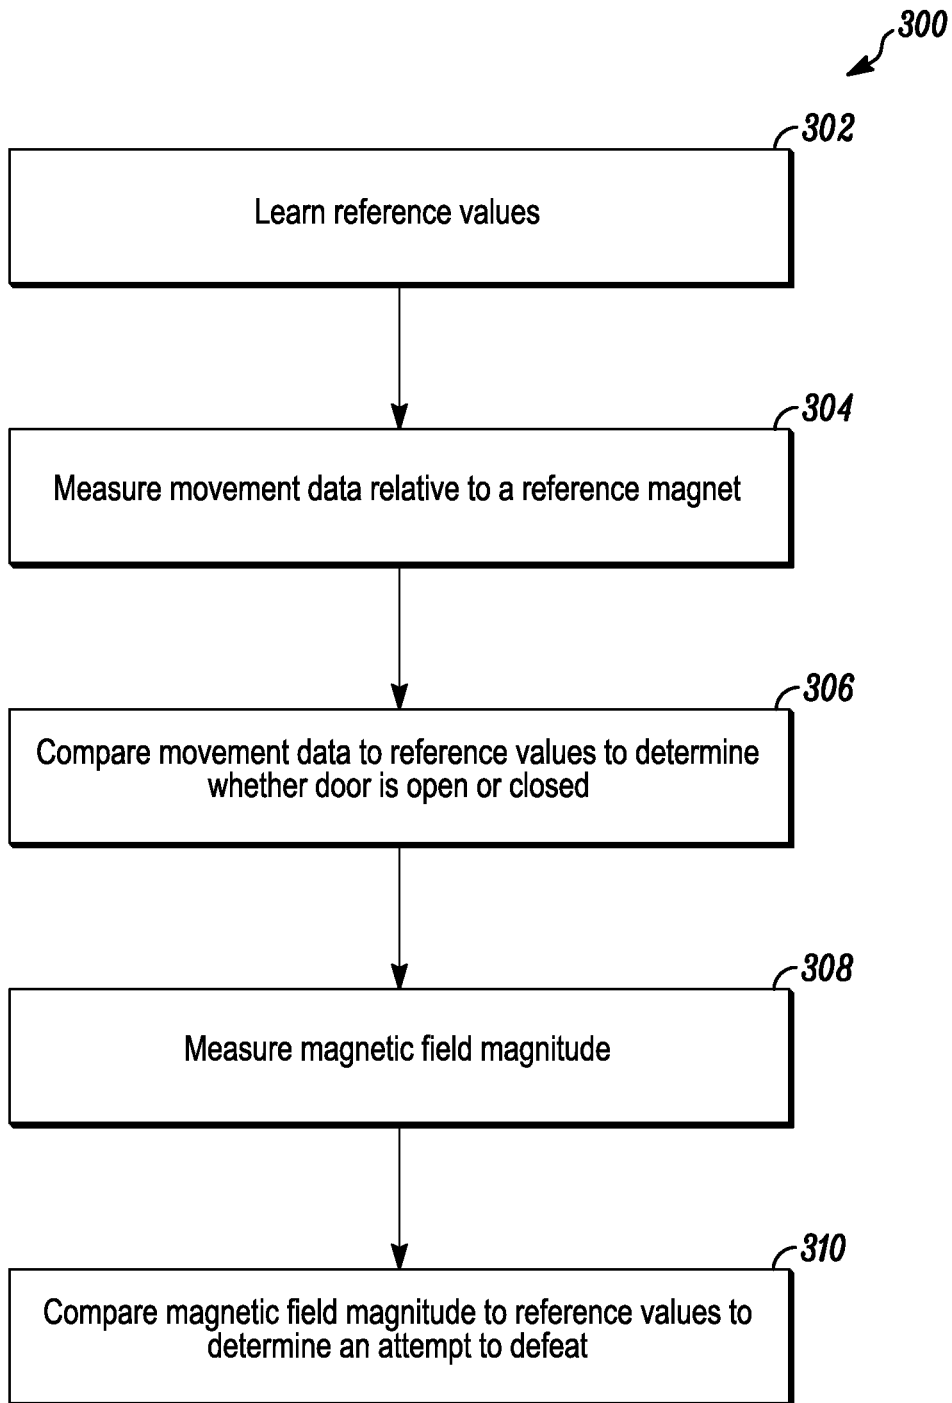 300
302
Learn reference values
304
Measure movement data relative to a reference magnet
306
Compare movement data to reference values to determine
whether door is open or closed
308
Measure magnetic field magnitude
310
Compare magnetic field magnitude to reference values to
determine an attempt to defeat